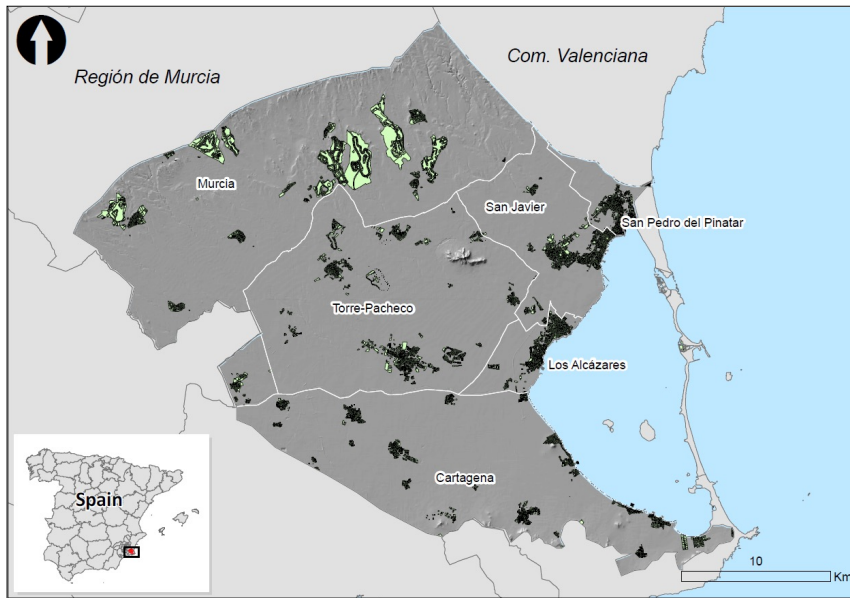 Com. Valenciana
Región de Murcia
Murcia
San Javier
San Pedro del Pinatar
Torre-Pacheco
Los Alcázares
Cartagena
Spain
10
Km